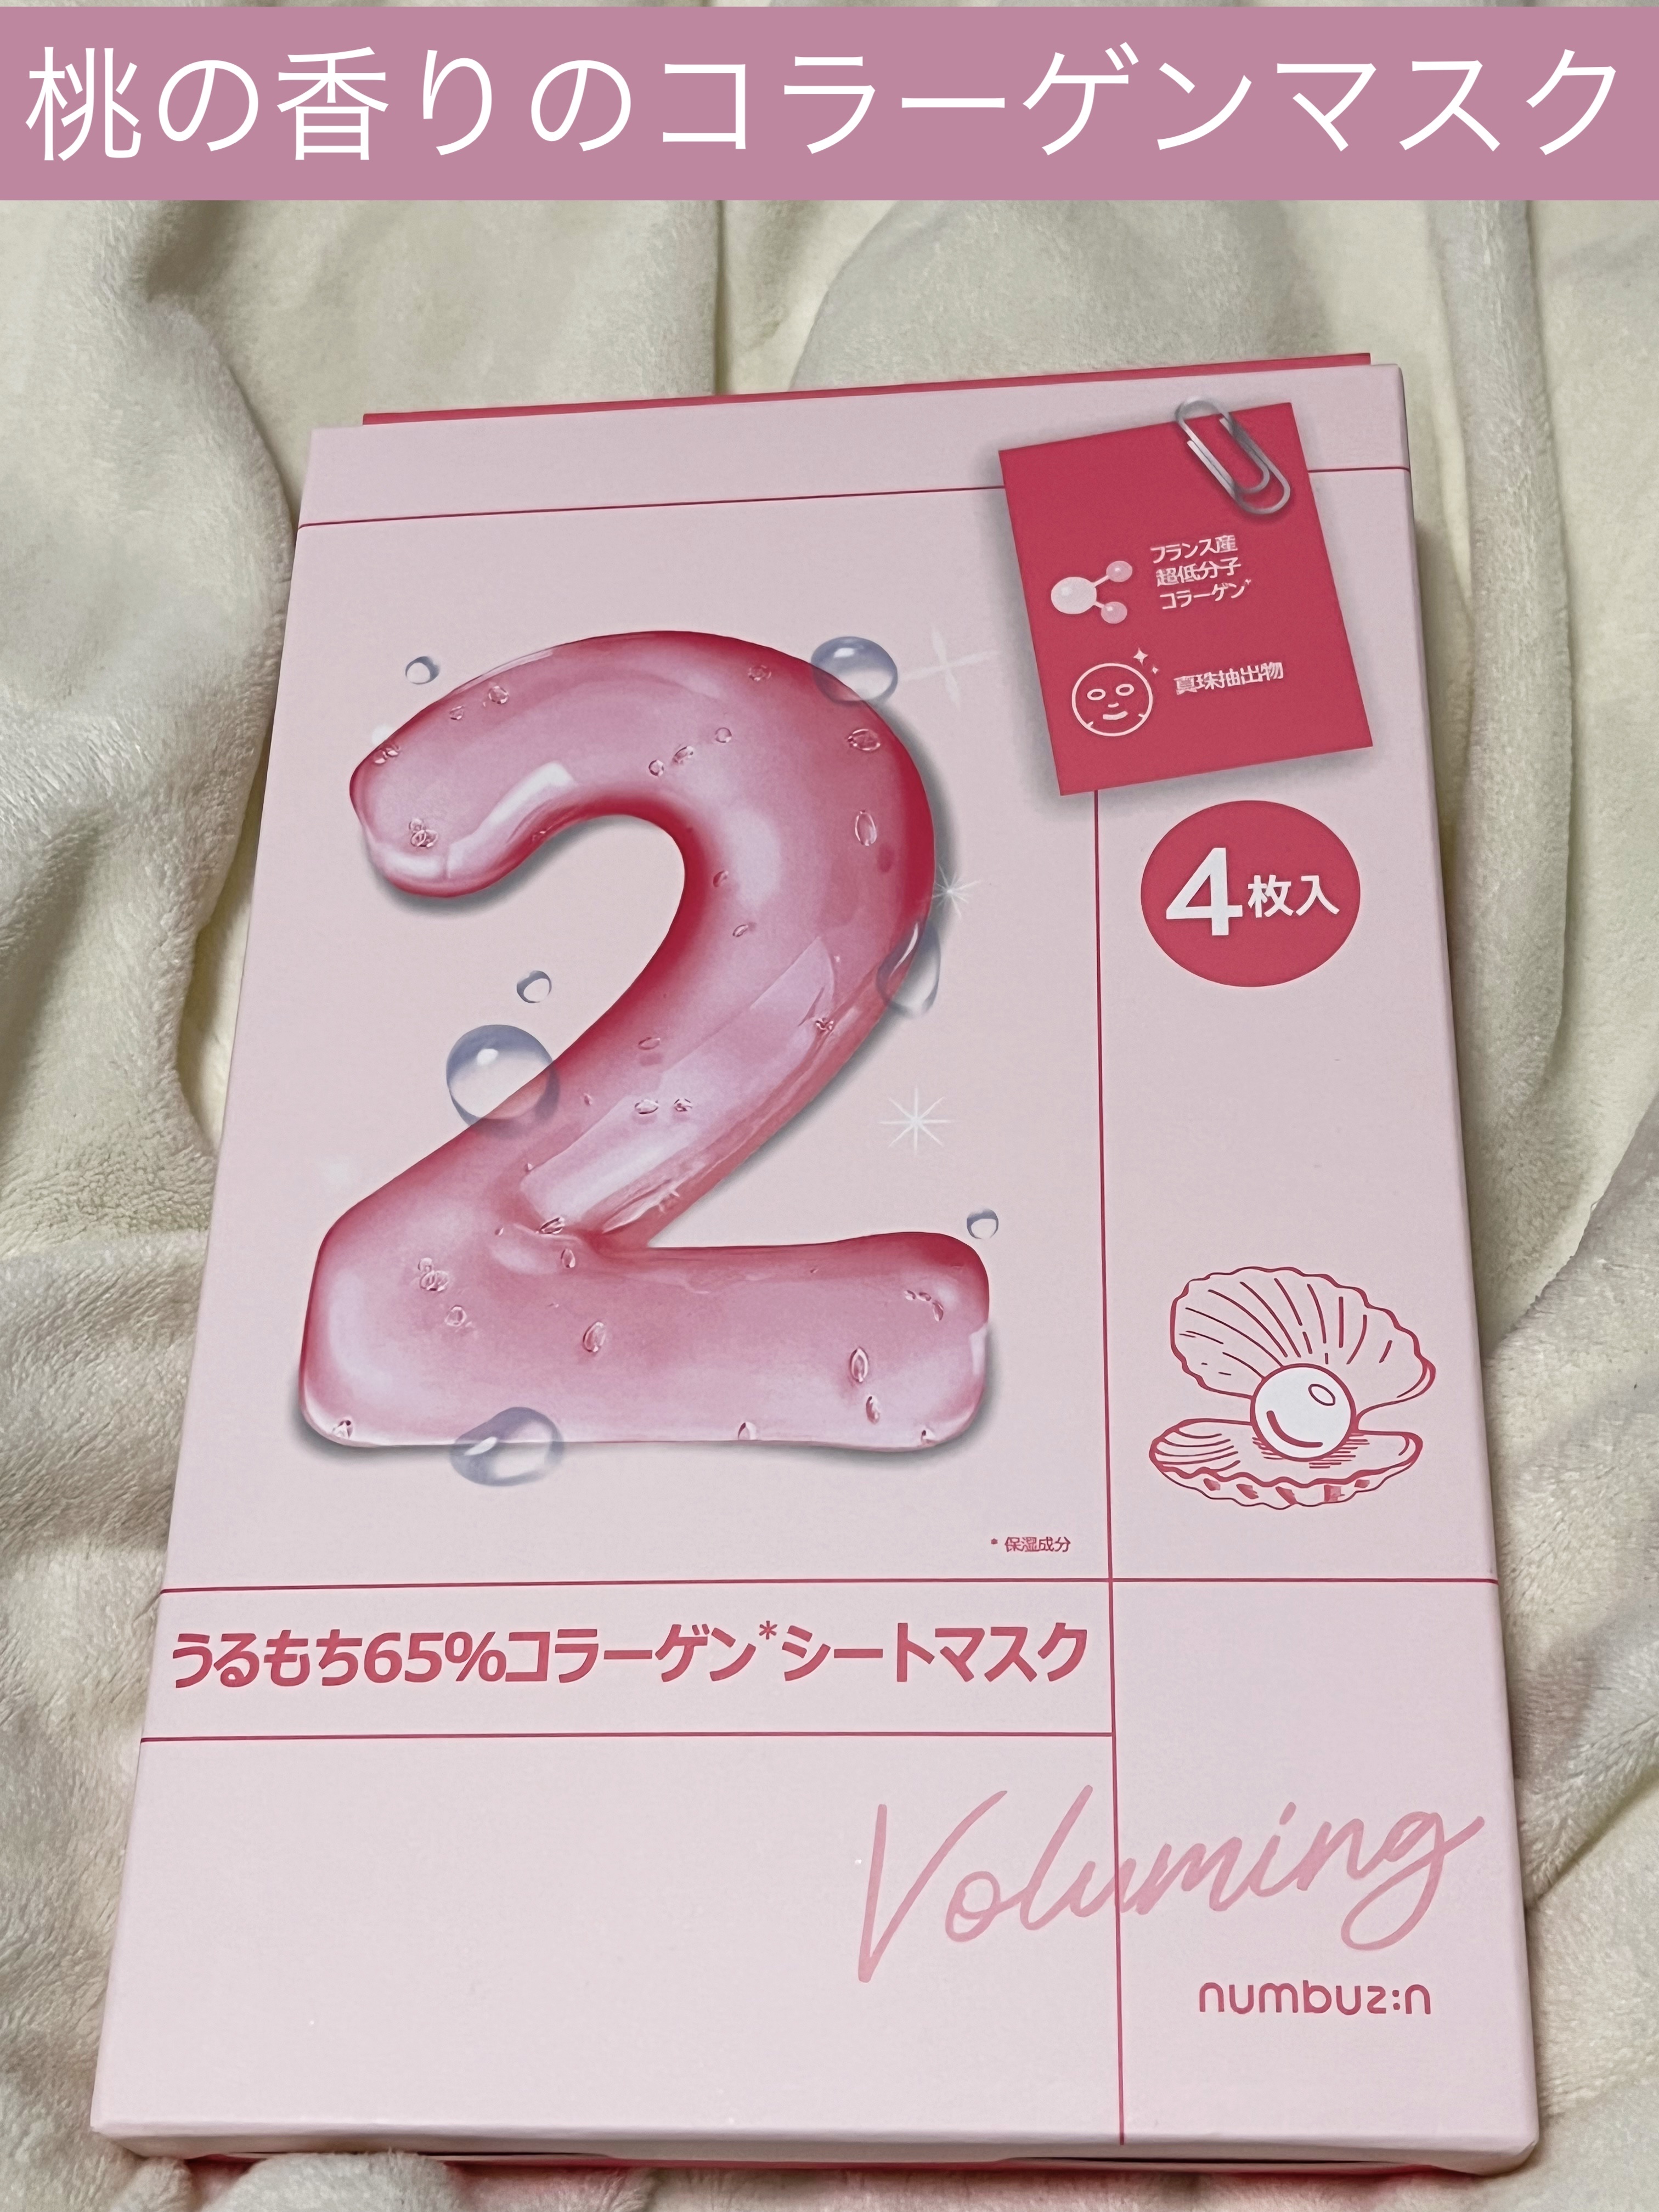 桃の香りのコラーゲンマスク
フランス産
超低分子
コラーゲン*
真珠抽出物
4枚入
2
* 保湿成分
うるもち65%コラーゲン*シートマスク
Voluming
numbuz:n